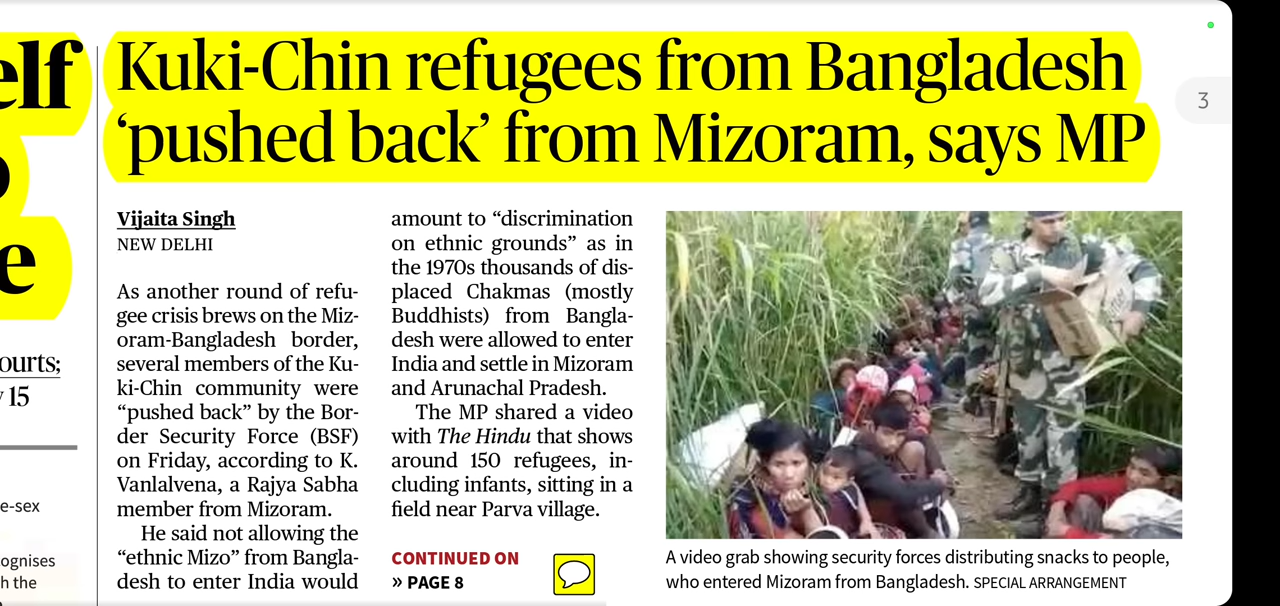 elf
e
ourts;
15
e-sex
ognises
h the
Kuki-Chin refugees from Bangladesh
‘pushed back’ from Mizoram, says MP
3
Vijaita Singh
NEW DELHI
As another round of refu-
gee crisis brews on the Miz-
oram-Bangladesh border,
several members of the Ku-
ki-Chin community were
“pushed back” by the Bor-
der Security Force (BSF)
on Friday, according to K.
Vanlalvena, a Rajya Sabha
member from Mizoram.
He said not allowing the
“ethnic Mizo” from Bangla-
desh to enter India would
amount to “discrimination
on ethnic grounds” as in
the 1970s thousands of dis-
placed Chakmas (mostly
Buddhists) from Bangla-
desh were allowed to enter
India and settle in Mizoram
and Arunachal Pradesh.
The MP shared a video
with The Hindu that shows
around 150 refugees, in-
cluding infants, sitting in a
field near Parva village.
CONTINUED ON
» PAGE 8
A video grab showing security forces distributing snacks to people,
who entered Mizoram from Bangladesh. SPECIAL ARRANGEMENT